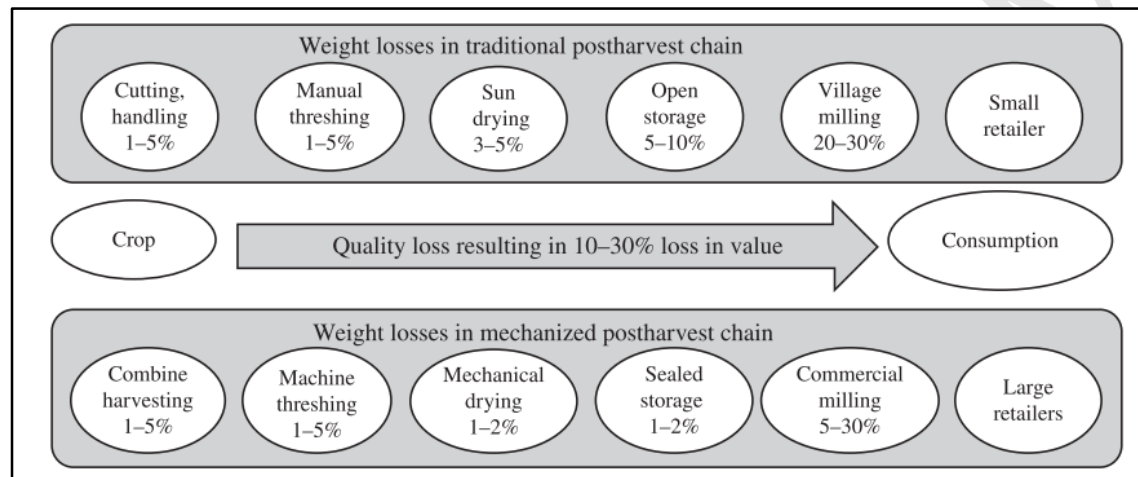 Weight losses in traditional postharvest chain
Cutting,
handling
1–5%
Manual
threshing
1–5%
Sun
drying
3–5%
Open
storage
5–10%
Village
milling
20–30%
Small
retailer
Crop
Quality loss resulting in 10–30% loss in value
Consumption
Weight losses in mechanized postharvest chain
Combine
harvesting
1–5%
Machine
threshing
1–5%
Mechanical
drying
1–2%
Sealed
storage
1–2%
Commercial
milling
5–30%
Large
retailers